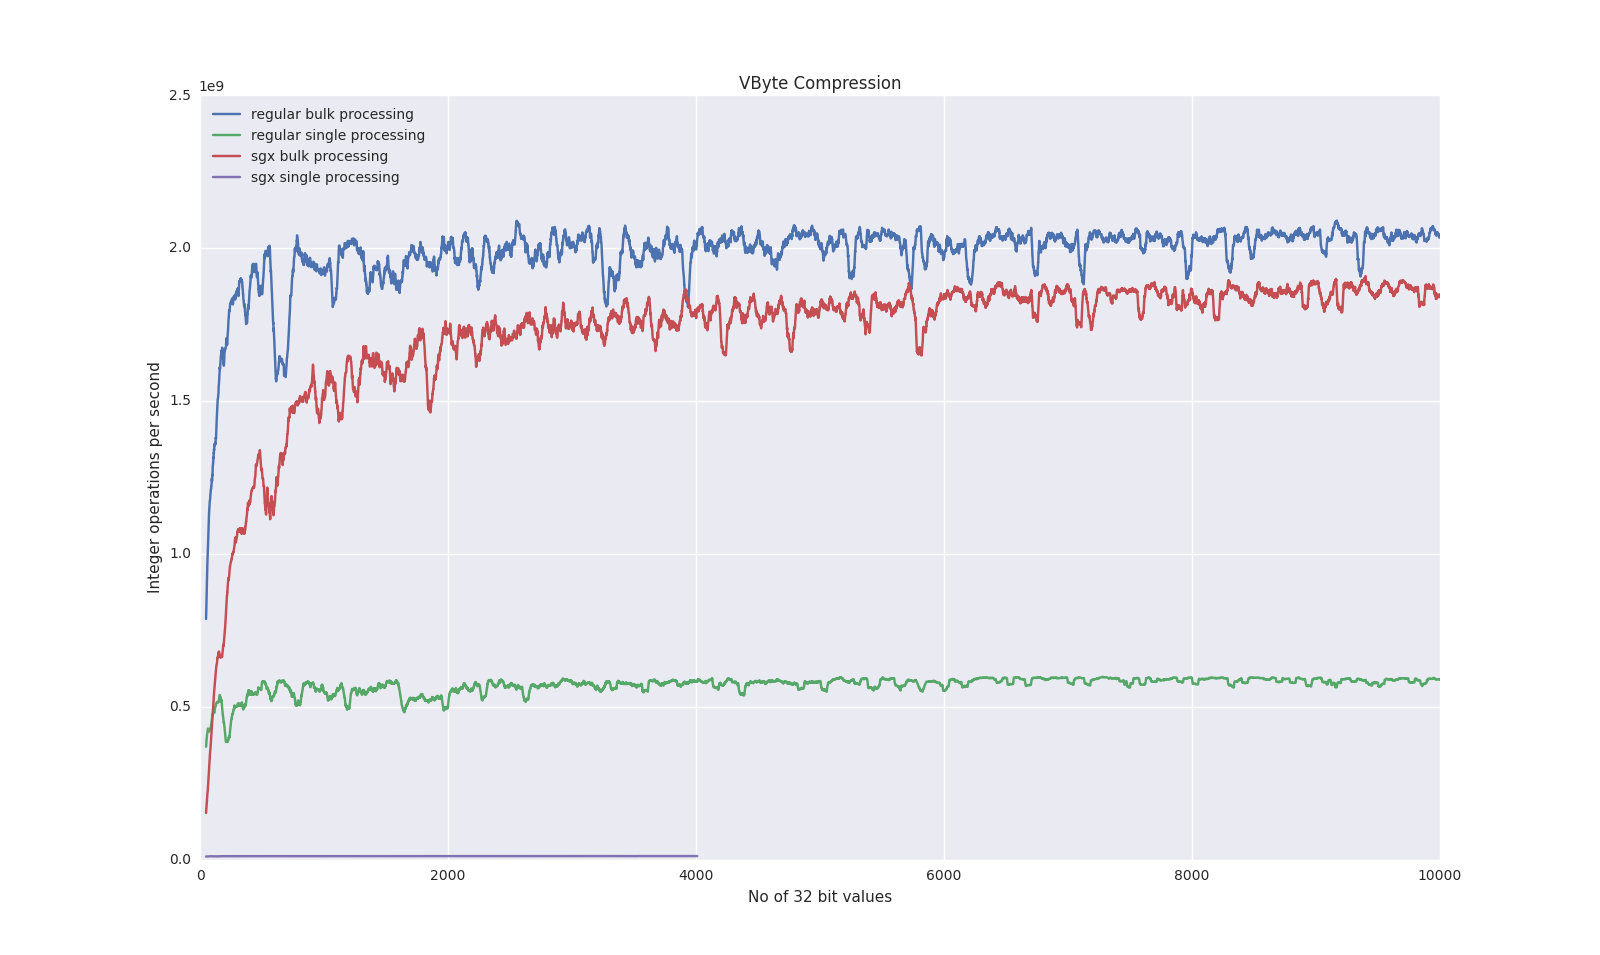 VByte Compression
1e9
2.5
2.0
1.5
1.0
0.5
0.0
Integer operations per second
regular bulk processing
regular single processing
sgx bulk processing
sgx single processing
0
2000
4000
6000
8000
10000
No of 32 bit values